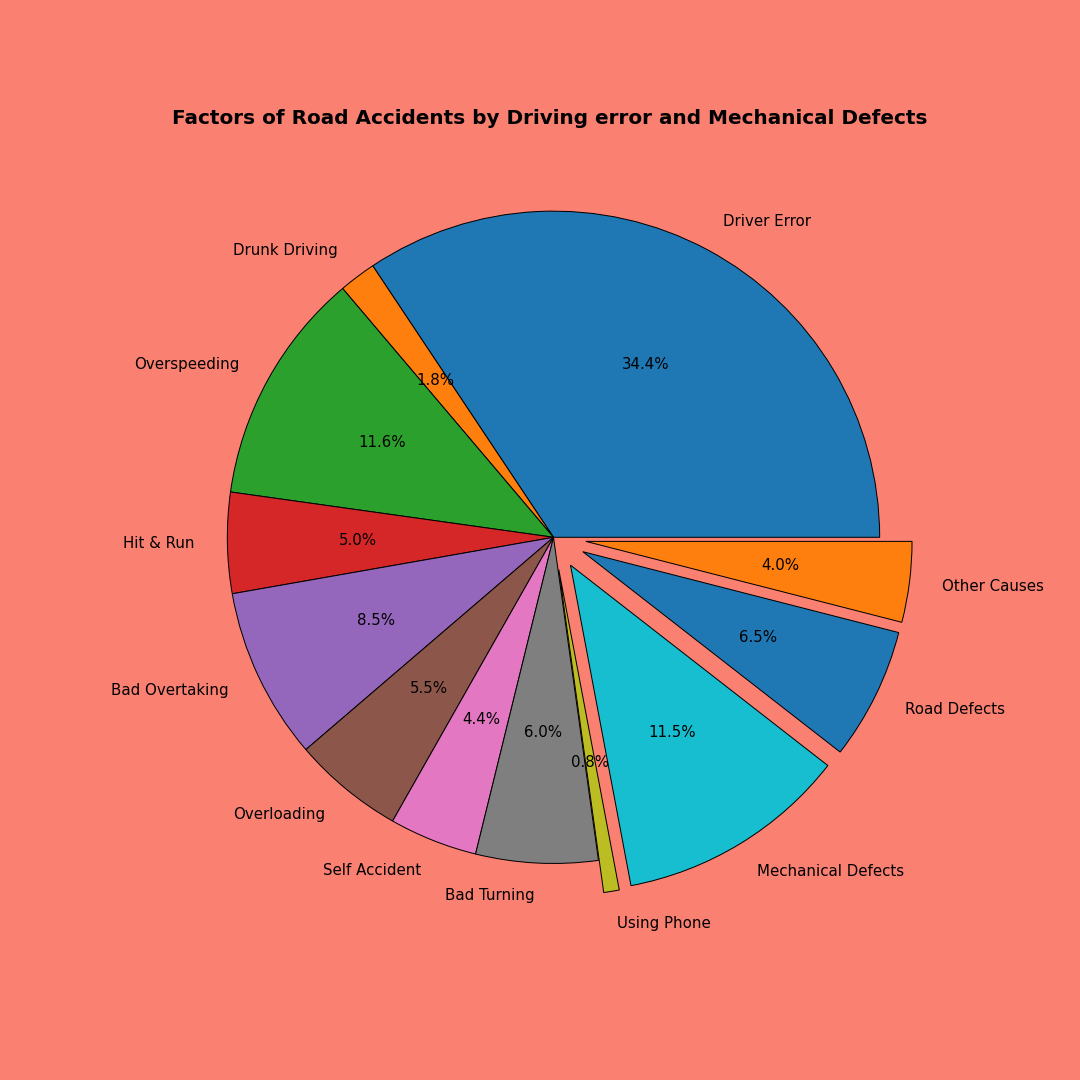 Factors of Road Accidents by Driving error and Mechanical Defects
Driver Error
34.4%
Drunk Driving
1.8%
Overspeeding
11.6%
Hit & Run
5.0%
Bad Overtaking
8.5%
Overloading
5.5%
Self Accident
4.4%
Bad Turning
6.0%
Using Phone
0.8%
Mechanical Defects
11.5%
Road Defects
6.5%
Other Causes
4.0%